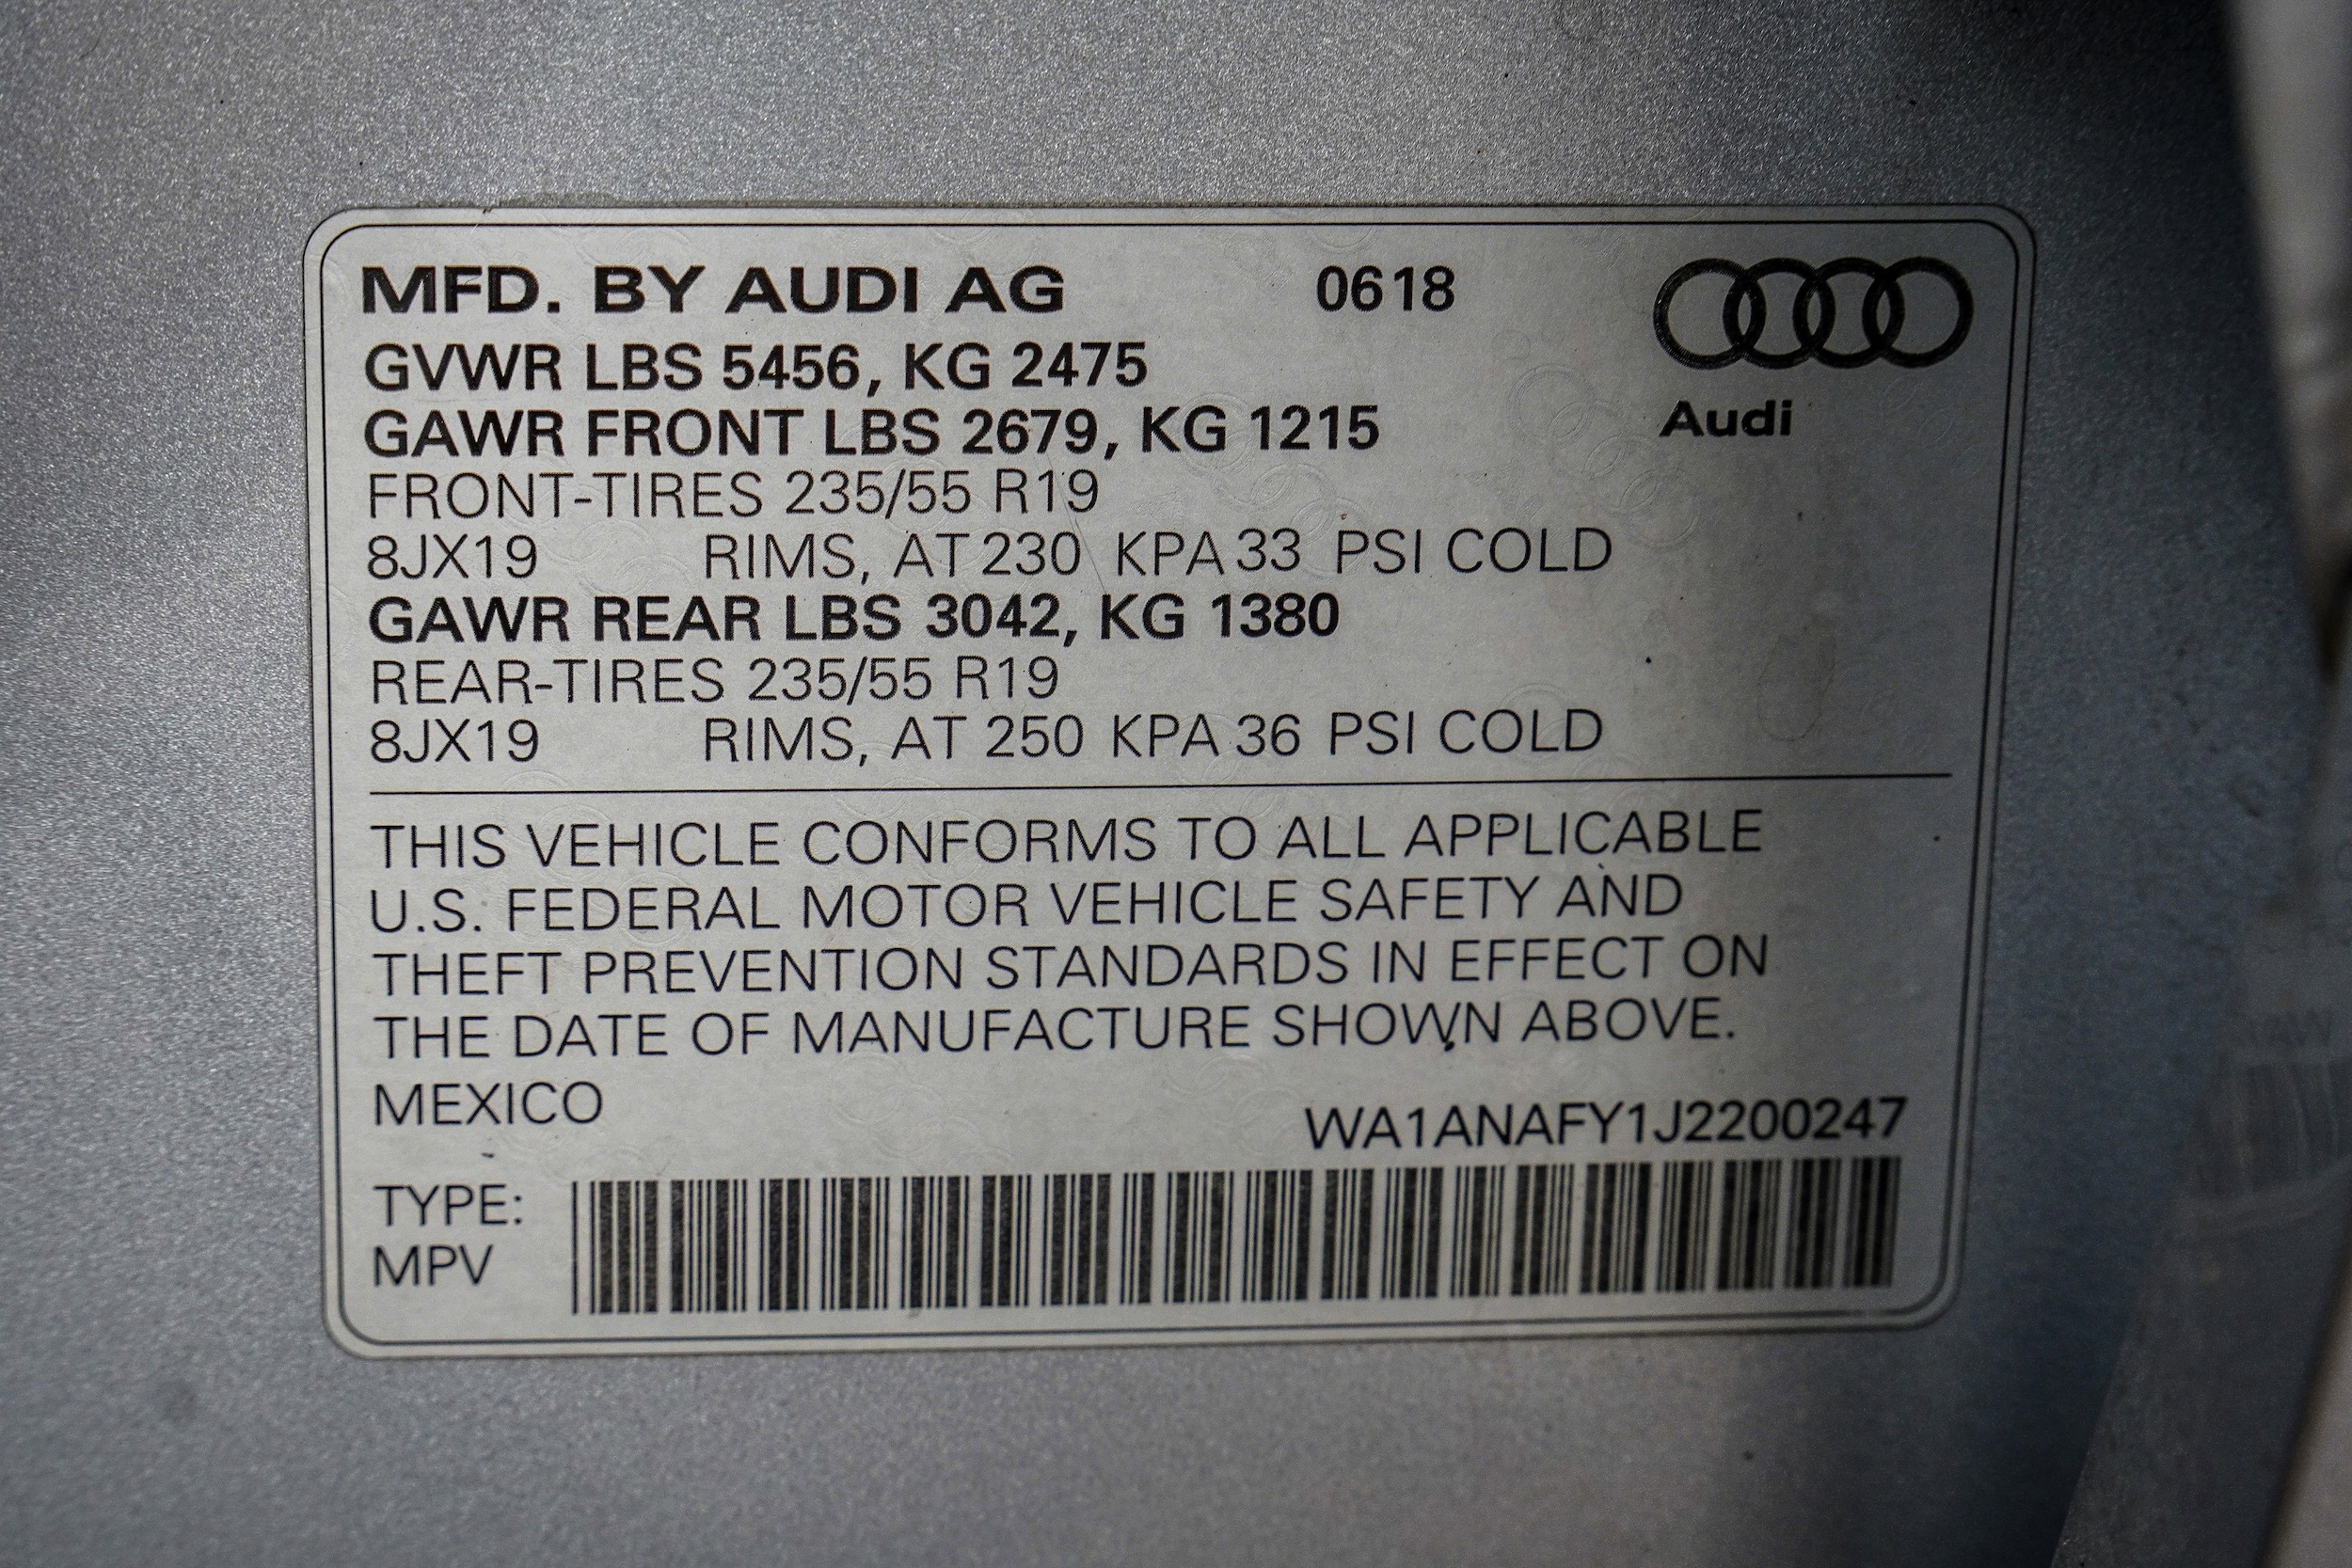 MFD. BY AUDI AG 0618
GVWR LBS 5456, KG 2475
GAWR FRONT LBS 2679, KG 1215
Audi
FRONT-TIRES 235/55 R19
8JX19 RIMS, AT 230 KPA 33 PSI COLD
GAWR REAR LBS 3042, KG 1380
REAR-TIRES 235/55 R19
8JX19 RIMS, AT 250 KPA 36 PSI COLD
THIS VEHICLE CONFORMS TO ALL APPLICABLE
U.S. FEDERAL MOTOR VEHICLE SAFETY AND
THEFT PREVENTION STANDARDS IN EFFECT ON
THE DATE OF MANUFACTURE SHOWN ABOVE.
MEXICO
WA1ANAFY1J2200247
TYPE:
MPV